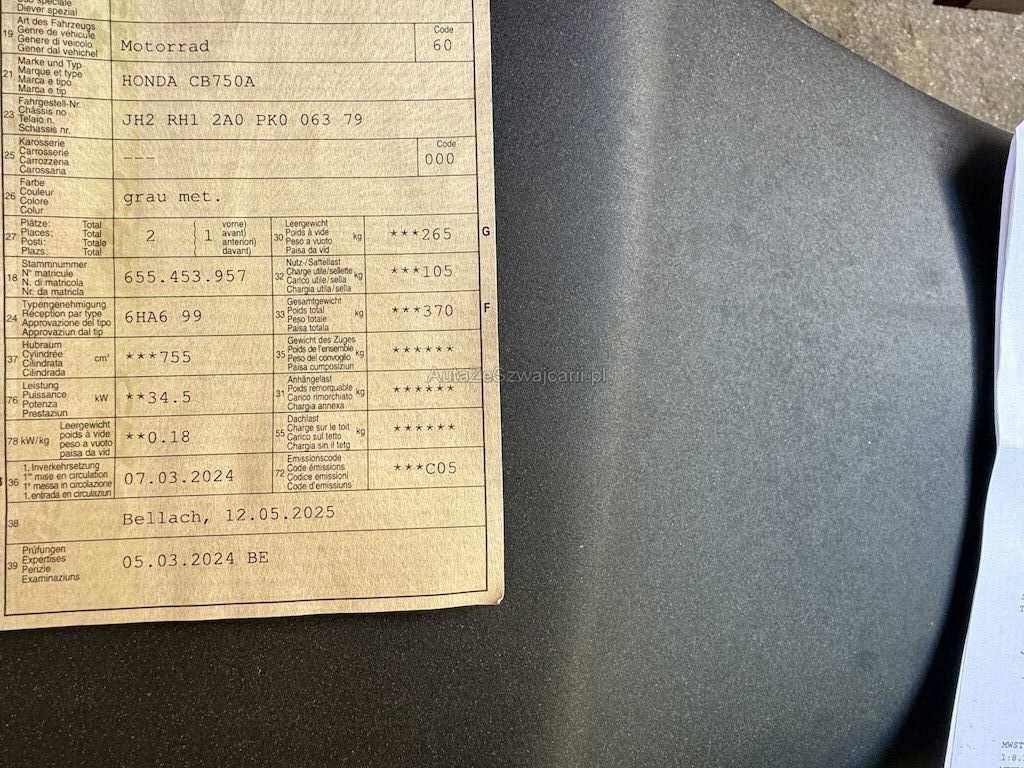 Diever spezial
19
Art des Fahrzeugs
Genre de véhicule
Genere di veicolo
Gener dal vehichel
Motorrad
Code
60
21
Marke und Typ
Marque et type
Marca e tipo
Marca e tip
HONDA CB750A
23
Fahrgestell-Nr.
Châssis no
Telaio n.
Schassis nr.
JH2 RH1 2A0 PK0 063 79
25
Karosserie
Carrosserie
Carrozzena
Carossaria
---
Code
000
26
Farbe
Couleur
Colore
Colur
grau met.
27
Plätze: Total
Places: Total
Posti: Totale
Plazs: Total
2 ( 1 vorne)
avant)
anteriori)
davant)
30
Leergewicht
Poids à vide
Peso a vuoto
Paisa da vid
kg
***265
G
18
Stammnummer
N° matricule
N. di matricola
Nr. da matricla
655.453.957
32
Nutz-/Sattellast
Charge utile/sellette
Carico utile/sella
Chargia utila/sella
kg
***105
24
Typengenehmigung
Réception par type
Approvazione del tipo
Approvaziun dal tip
6HA6 99
33
Gesamtgewicht
Poids total
Peso totale
Paisa totala
kg
***370
F
37
Hubraum
Cylindrée
Cilindrata
Cilindrada
cm³
***755
35
Gewicht des Zuges
Poids de l'ensemble
Peso del convoglio
Paisa cumposiziun
kg
******
76
Leistung
Puissance
Potenza
Prestaziun
kW
**34.5
31
Anhängelast
Poids remorquable
Carico rimorchiato
Chargia annexa
kg
******
78 kW/kg
Leergewicht
poids à vide
peso a vuoto
paisa da vid
**0.18
55
Dachlast
Charge sur le toit
Carico sul tetto
Chargia sin il tetg
kg
******
36
1. Inverkehrsetzung
1re mise en circulation
1a messa in circolazione
1. entrada en circulaziun
07.03.2024
72
Emissionscode
Code émissions
Codice emissioni
Code d'emissiuns
***C05
38
Bellach, 12.05.2025
39
Prüfungen
Expertises
Perizie
Examinaziuns
05.03.2024 BE
AutaZeSzwajcarii.pl
MWST